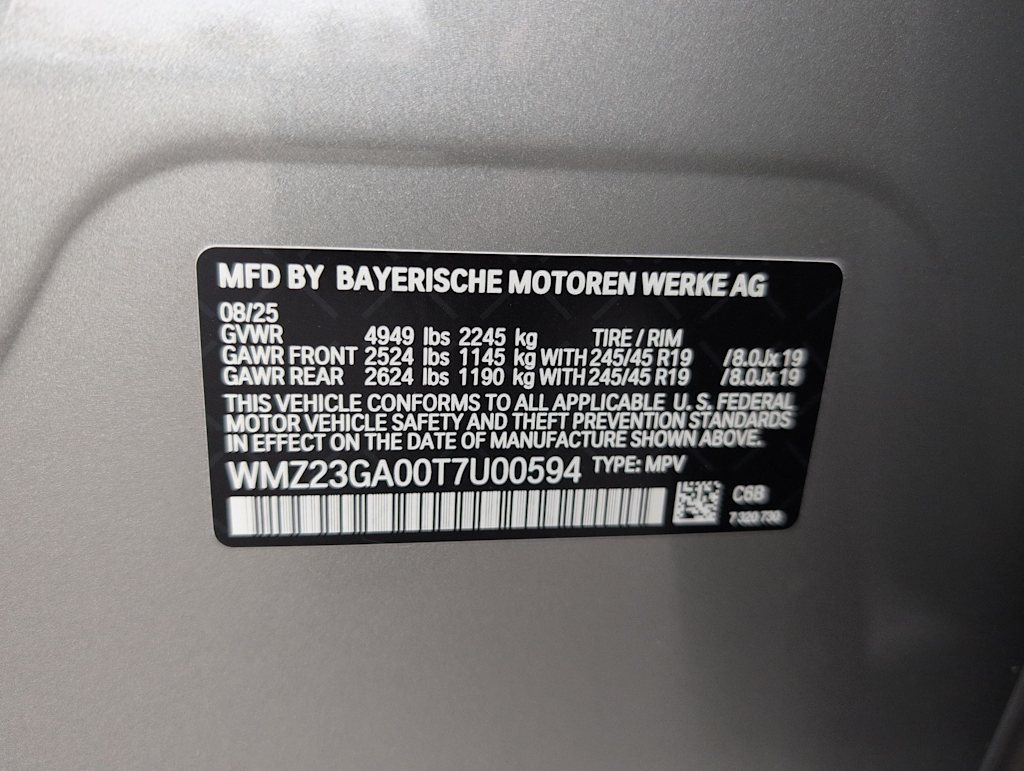 MFD BY BAYERISCHE MOTOREN WERKE AG
08/25
GVWR 4949 lbs 2245 kg TIRE / RIM
GAWR FRONT 2524 lbs 1145 kg WITH 245/45 R19 /8.0Jx19
GAWR REAR 2624 lbs 1190 kg WITH 245/45 R19 /8.0Jx19
THIS VEHICLE CONFORMS TO ALL APPLICABLE U. S. FEDERAL
MOTOR VEHICLE SAFETY AND THEFT PREVENTION STANDARDS
IN EFFECT ON THE DATE OF MANUFACTURE SHOWN ABOVE.
WMZ23GA00T7U00594 TYPE: MPV
C6B
7 320 730